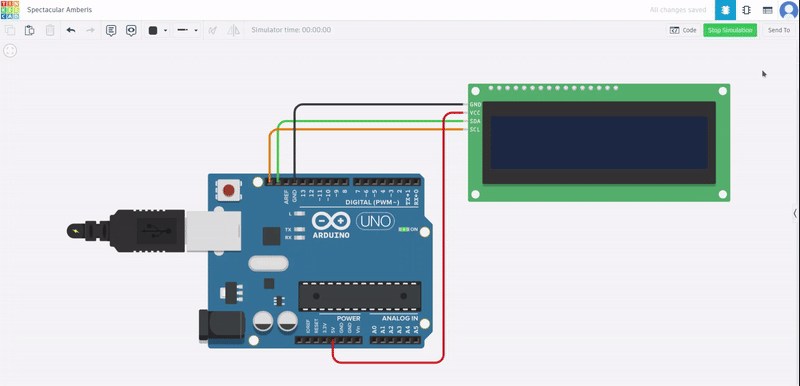 TIN
KER
CAD
Spectacular Amberis
All changes saved
Simulator time: 00:00:00
Code
Stop Simulation
Send To
GND
VCC
SDA
SCL
AREF
GND
13
12
~11
~10
~9
8
7
~6
~5
4
~3
2
TX→1
RX←0
DIGITAL (PWM~)
L
TX
RX
ARDUINO
UNO
ON
POWER
ANALOG IN
IOREF
RESET
3.3V
5V
GND
GND
Vin
A0
A1
A2
A3
A4
A5